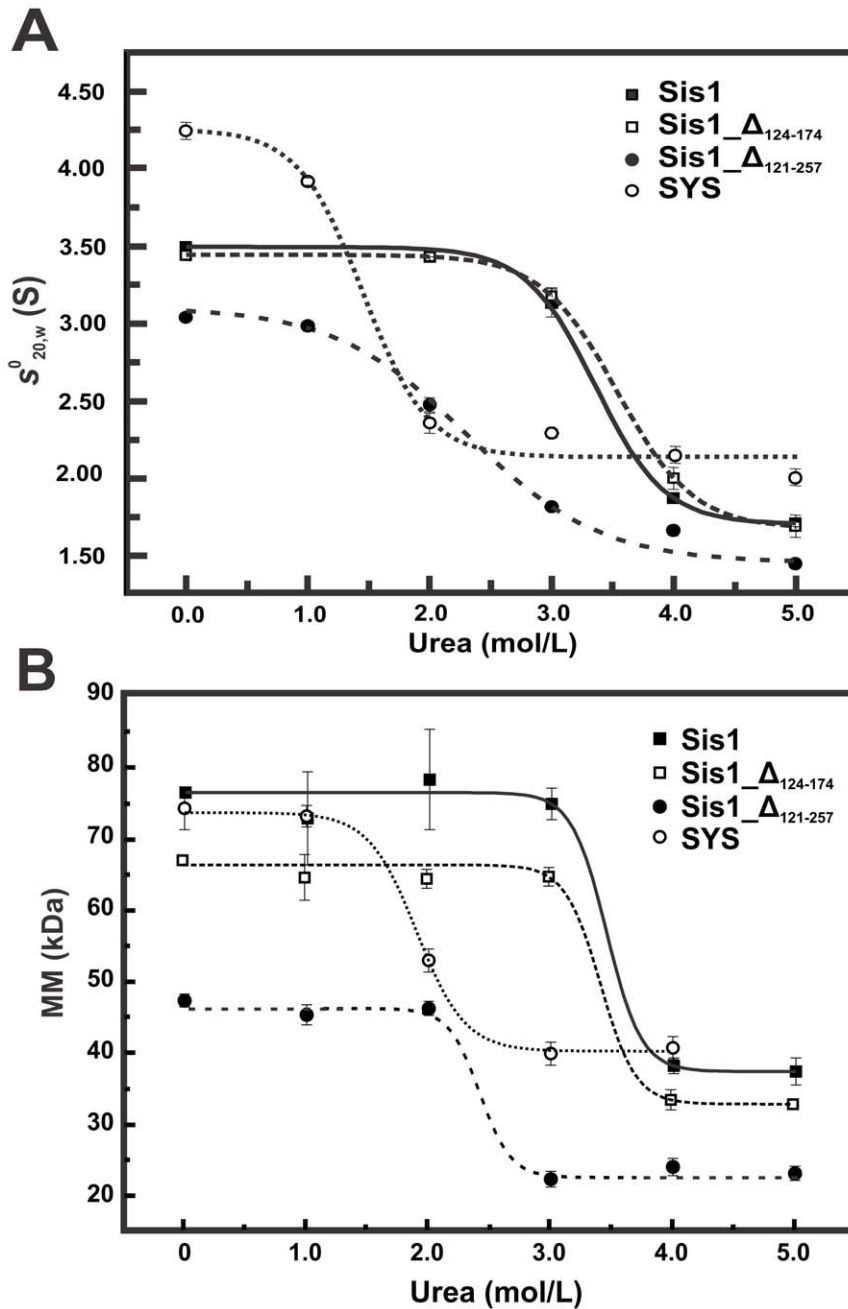 A
4.50
4.00
3.50
3.00
2.50
2.00
1.50
s⁰20,w (S)
Sis1
Sis1_Δ124-174
Sis1_Δ121-257
SYS
0.0 1.0 2.0 3.0 4.0 5.0
Urea (mol/L)
B
90
80
70
60
50
40
30
20
MM (kDa)
Sis1
Sis1_Δ124-174
Sis1_Δ121-257
SYS
0 1.0 2.0 3.0 4.0 5.0
Urea (mol/L)